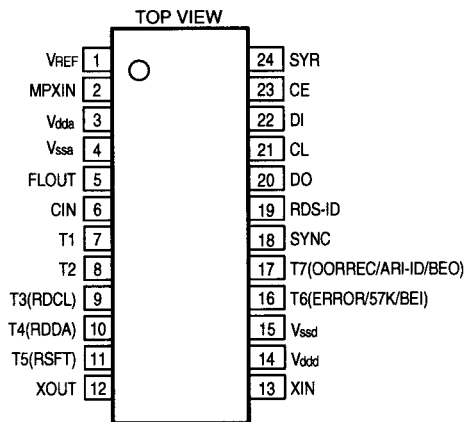 TOP VIEW
VREF 1
MPXIN 2
Vdda 3
Vssa 4
FLOUT 5
CIN 6
T1 7
T2 8
T3(RDCL) 9
T4(RDDA) 10
T5(RSFT) 11
XOUT 12
24 SYR
23 CE
22 DI
21 CL
20 DO
19 RDS-ID
18 SYNC
17 T7(OORREC/ARI-ID/BEO)
16 T6(ERROR/57K/BEI)
15 Vssd
14 Vddd
13 XIN